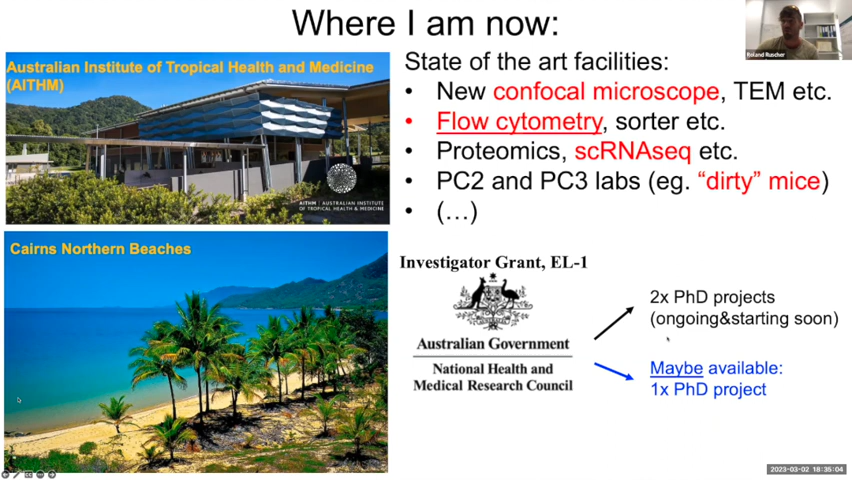 Where I am now:
Australian Institute of Tropical Health and Medicine
(AITHM)
AITHM | AUSTRALIAN INSTITUTE
OF TROPICAL HEALTH & MEDICINE
Cairns Northern Beaches
State of the art facilities:
• New confocal microscope, TEM etc.
• Flow cytometry, sorter etc.
• Proteomics, scRNAseq etc.
• PC2 and PC3 labs (eg. “dirty” mice)
• (…)
Investigator Grant, EL-1
Australian Government
National Health and
Medical Research Council
2x PhD projects
(ongoing&starting soon)
Maybe available:
1x PhD project
Roland Ruscher
2023-03-02 18:35:04